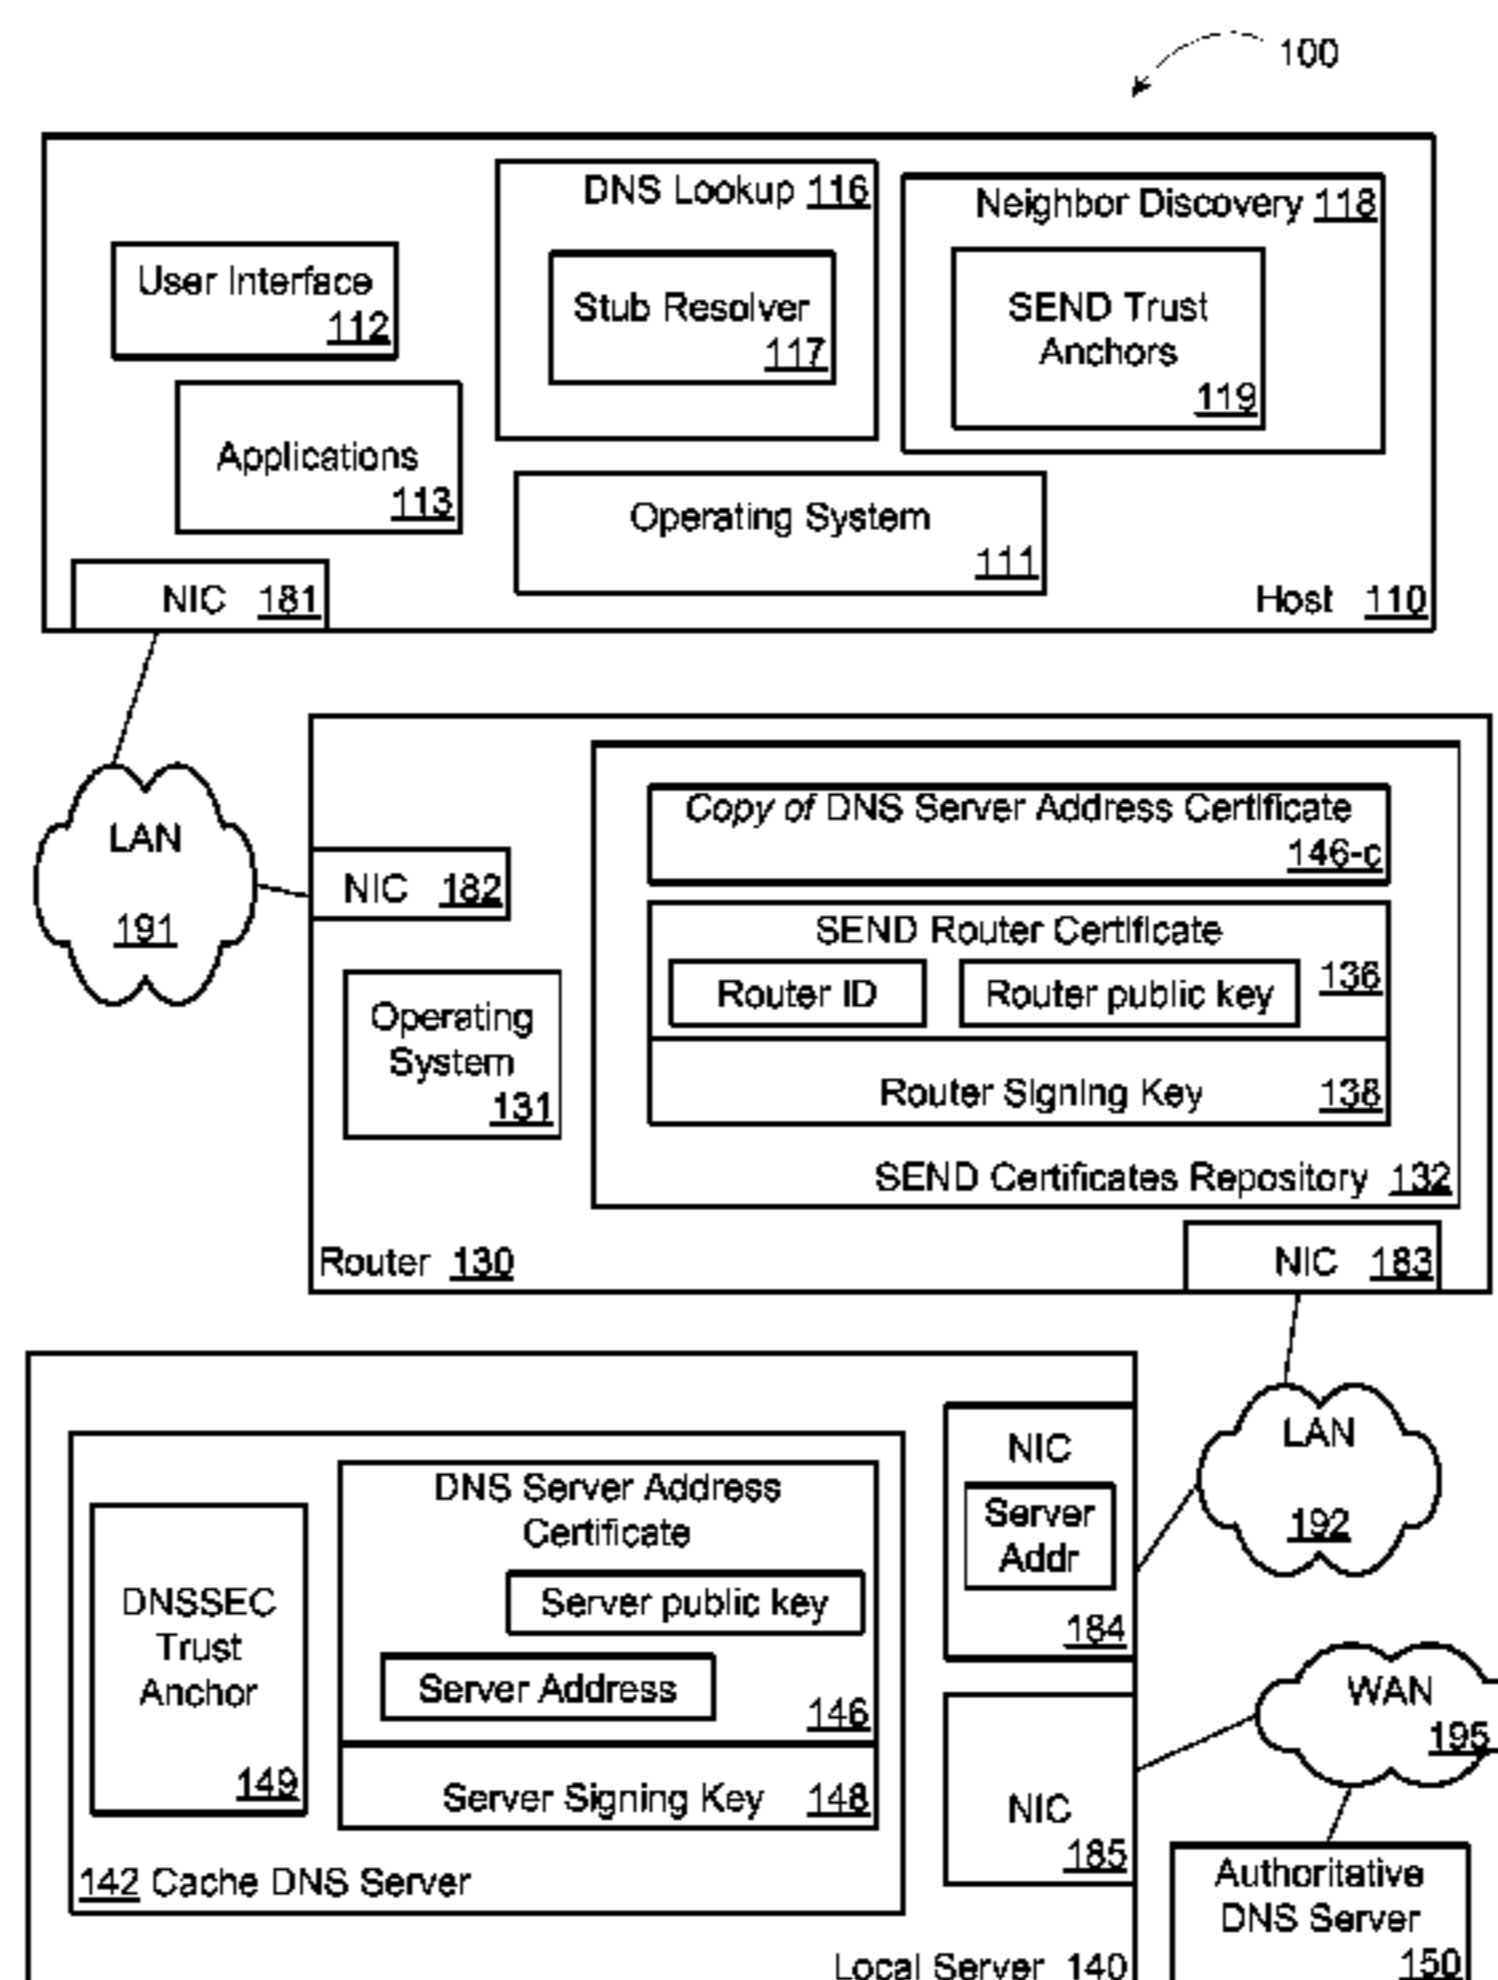 100
DNS Lookup 116
Neighbor Discovery 118
User Interface
112
Stub Resolver
117
SEND Trust
Anchors
119
Applications
113
Operating System
111
NIC 181
Host 110
LAN
191
Copy of DNS Server Address Certificate
146-c
NIC 182
SEND Router Certificate
136
Router ID
Router public key
Operating
System
131
Router Signing Key 138
SEND Certificates Repository 132
Router 130
NIC 183
LAN
192
NIC
Server
Addr
184
DNS Server Address
Certificate
Server public key
Server Address
146
DNSSEC
Trust
Anchor
149
Server Signing Key 148
142 Cache DNS Server
WAN
195
NIC
185
Authoritative
DNS Server
150
Local Server 140